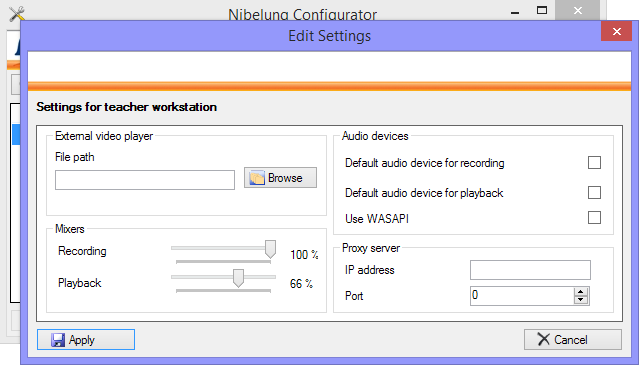 Nibelung Configurator
Edit Settings
Settings for teacher workstation
External video player
File path
Browse
Mixers
Recording
100 %
Playback
66 %
Audio devices
Default audio device for recording
Default audio device for playback
Use WASAPI
Proxy server
IP address
Port
0
Apply
Cancel